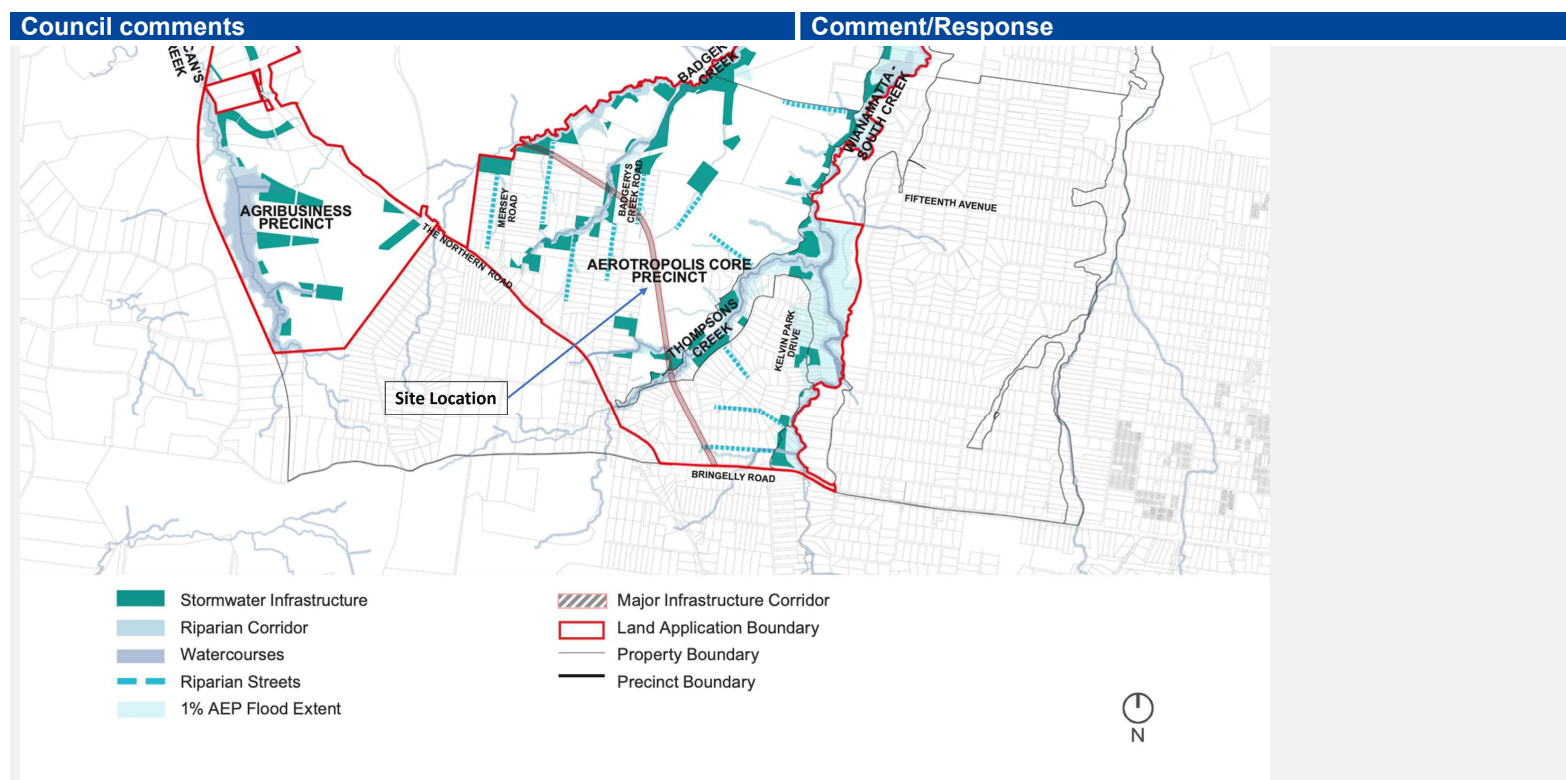 Council comments
Comment/Response
CREEK
BADGER
CREEK
WIANAMATTA -
SOUTH CREEK
FIFTEENTH AVENUE
MERSEY
ROAD
BADGERYS
CREEK ROAD
AGRIBUSINESS
PRECINCT
THE NORTHERN ROAD
AEROTROPOLIS CORE
PRECINCT
THOMPSONS
CREEK
KELVIN PARK
DRIVE
Site Location
BRINGELLY ROAD
Stormwater Infrastructure
Riparian Corridor
Watercourses
Riparian Streets
1% AEP Flood Extent
Major Infrastructure Corridor
Land Application Boundary
Property Boundary
Precinct Boundary
N